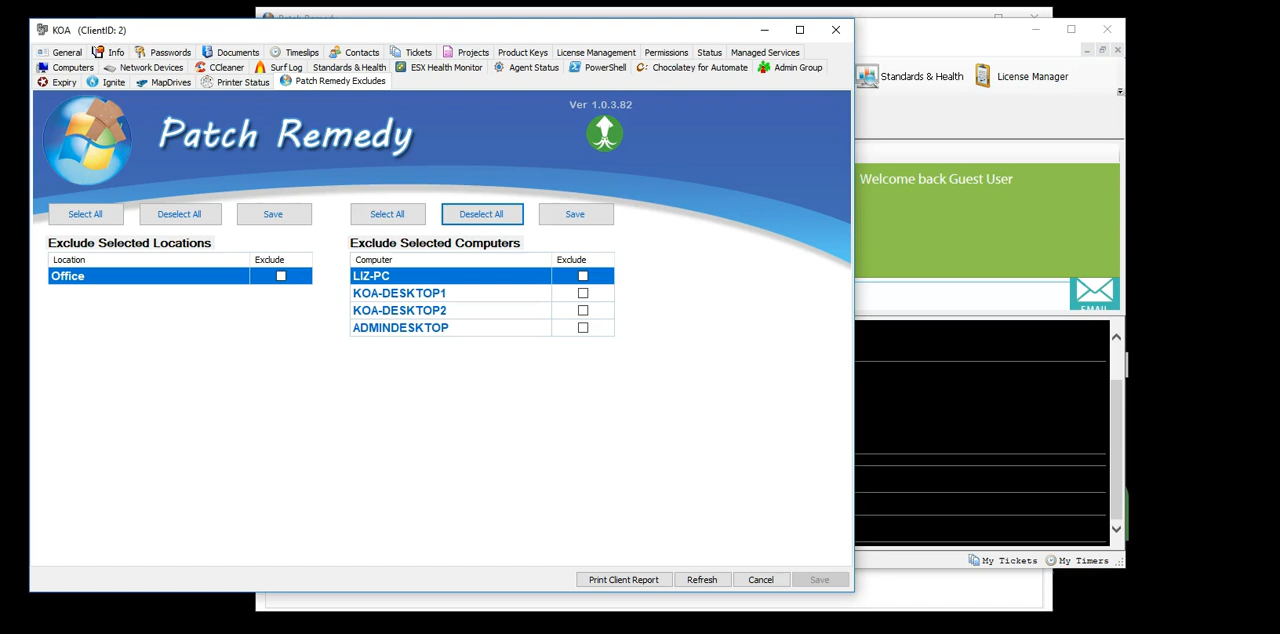 Patch Remedy
KOA (ClientID: 2)
General Info Passwords Documents Timeslips Contacts Tickets Projects Product Keys License Management Permissions Status Managed Services
Computers Network Devices CCleaner Surf Log Standards & Health ESX Health Monitor Agent Status PowerShell Chocolatey for Automate Admin Group
Expiry Ignite MapDrives Printer Status Patch Remedy Excludes
Standards & Health License Manager
Ver 1.0.3.82
Patch Remedy
Welcome back Guest User
Select All Deselect All Save Select All Deselect All Save
Exclude Selected Locations Exclude Selected Computers
Location Exclude Computer Exclude
Office LIZ-PC
KOA-DESKTOP1
KOA-DESKTOP2
ADMINDESKTOP
EMAIL
My Tickets My Timers
Print Client Report Refresh Cancel Save